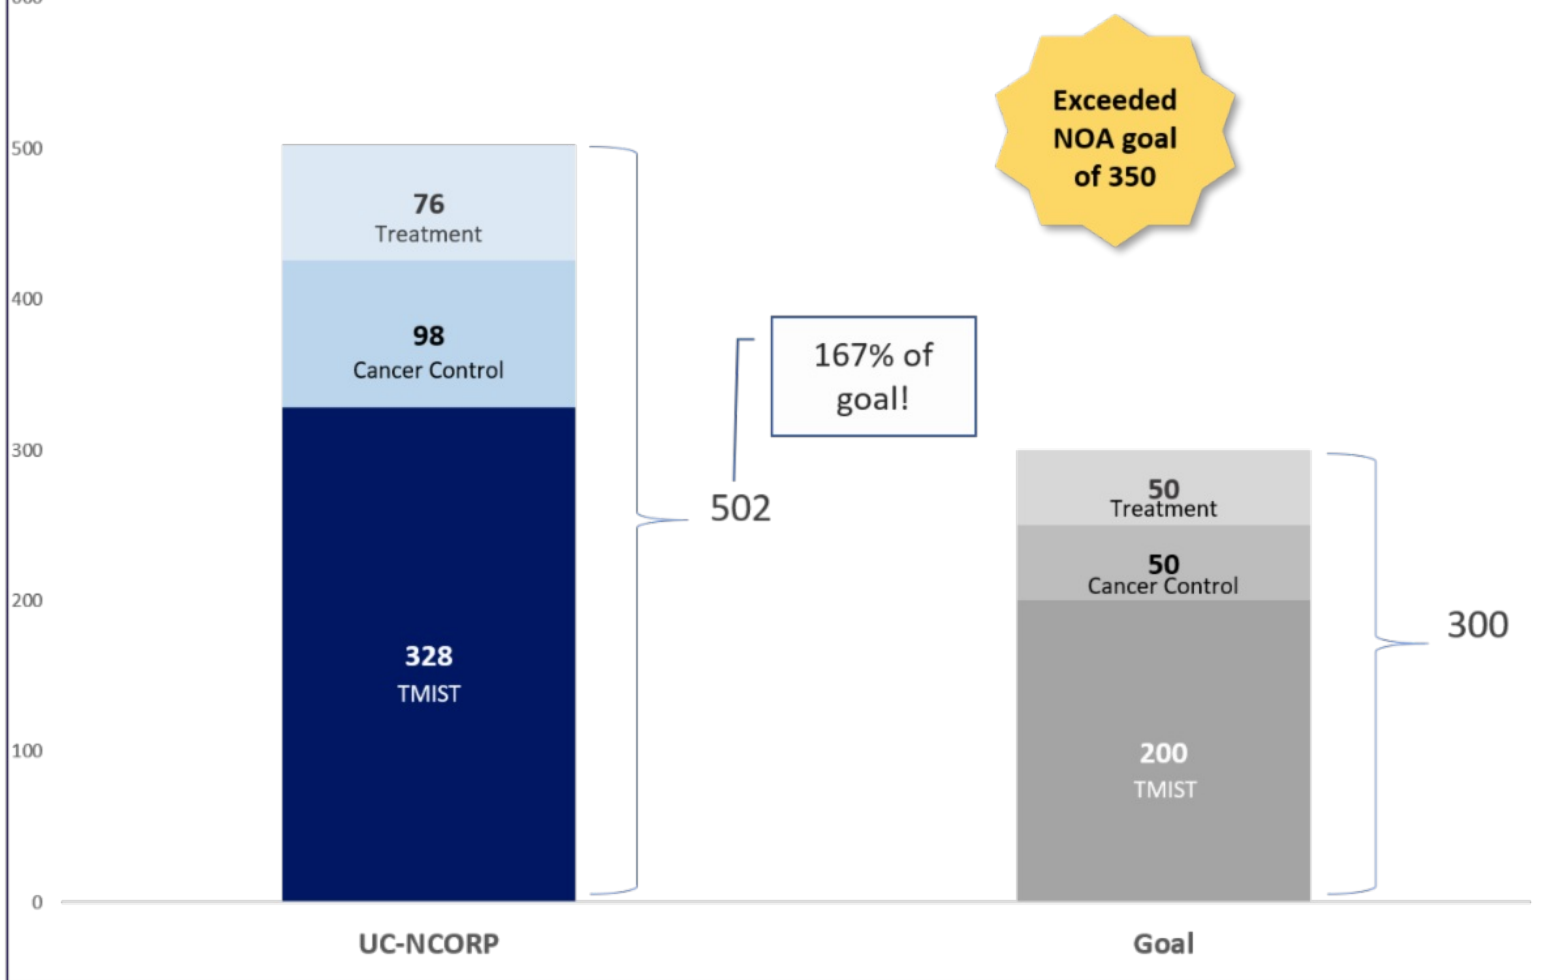 500
400
300
200
100
0
76
Treatment
98
Cancer Control
328
TMIST
502
167% of
goal!
Exceeded
NOA goal
of 350
50
Treatment
50
Cancer Control
200
TMIST
300
UC-NCORP
Goal